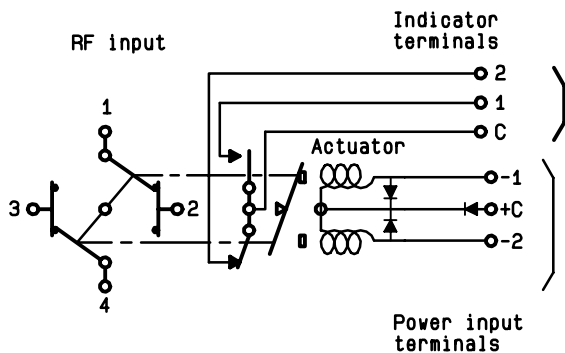 Indicator
terminals
RF input
2
1
C
1
Actuator
3
2
-1
+C
-2
4
Power input
terminals